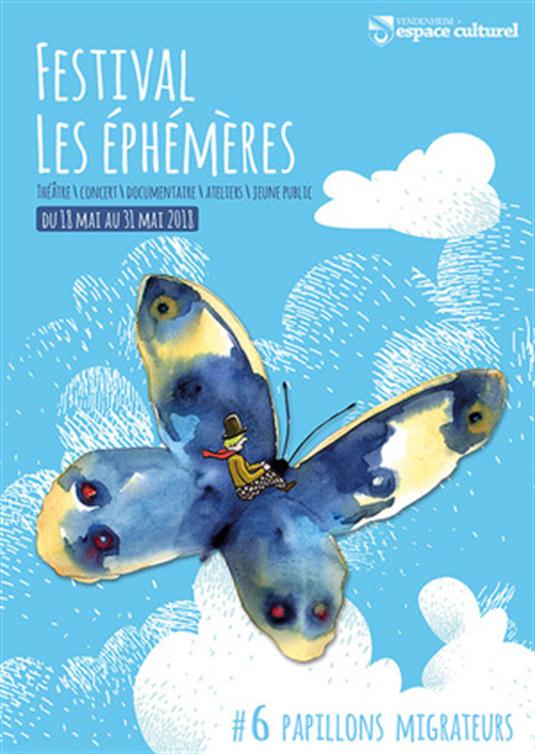 VENDENHEIM >
espace culturel
FESTIVAL
LES ÉPHÉMÈRES
THÉÂTRE \ CONCERT \ DOCUMENTAIRE \ ATELIERS \ JEUNE PUBLIC
DU 18 MAI AU 31 MAI 2018
#6 PAPILLONS MIGRATEURS